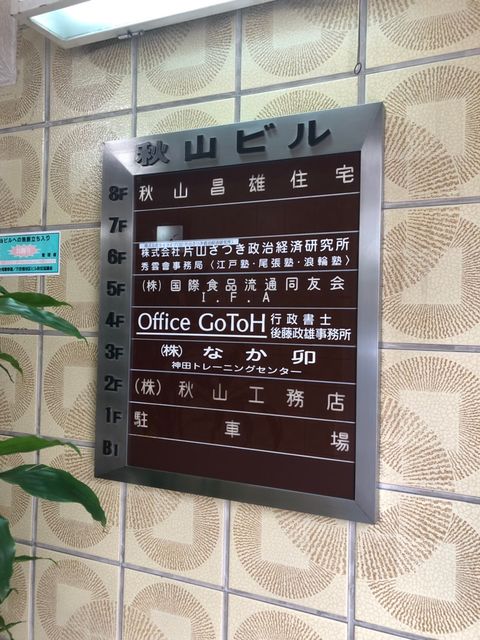 秋山ビル
8F 秋山昌雄住宅
7F
6F 株式会社片山さつき政治経済研究所
秀雲會事務局〈江戸塾・尾張塾・浪輪塾〉
5F (株)国際食品流通同友会
I.F.A
4F Office GoToH 行政書士
後藤政雄事務所
3F (株)なか卯
神田トレーニングセンター
2F (株)秋山工務店
1F 駐車場
B1